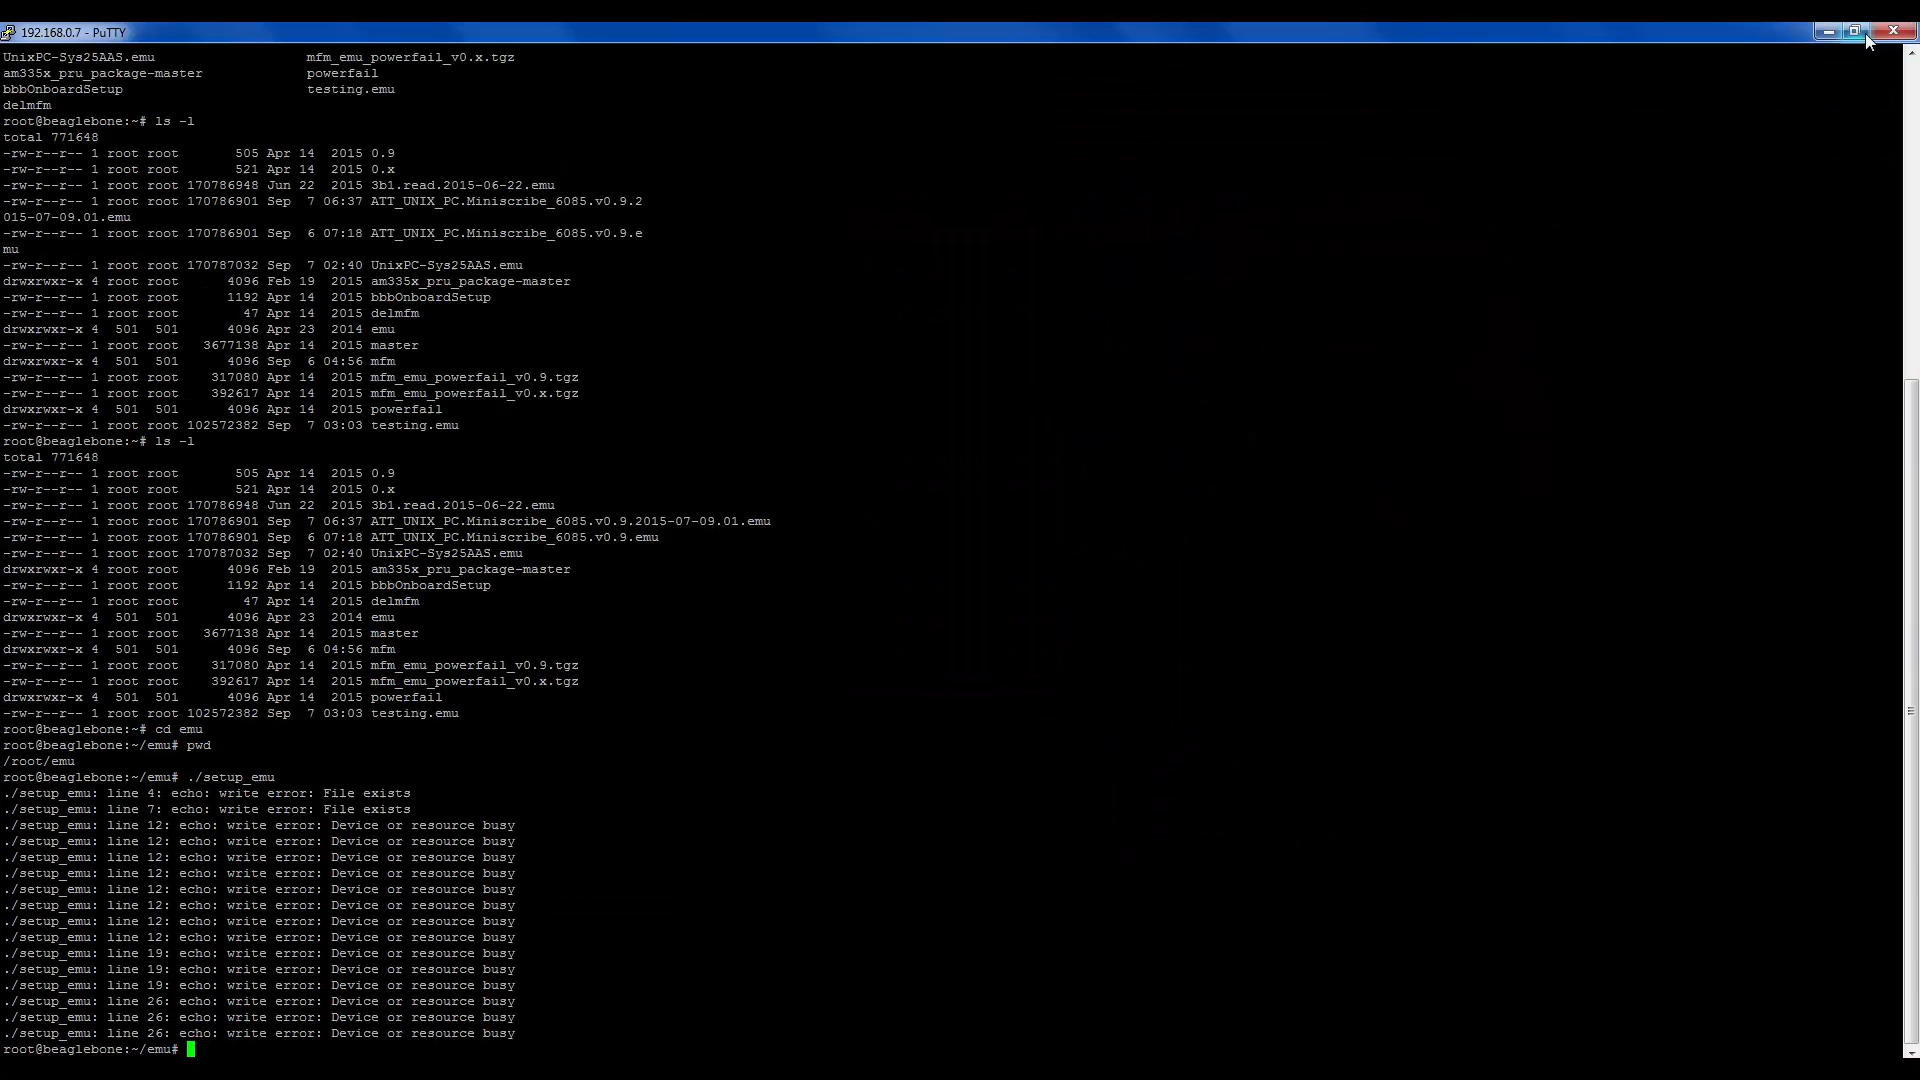 192.168.0.7 - PuTTY
UnixPC-Sys25AAS.emu                   mfm_emu_powerfail_v0.x.tgz
am335x_pru_package-master             powerfail
bbbOnboardSetup                       testing.emu
delmfm
root@beaglebone:~# ls -l
total 771648
-rw-r--r-- 1 root root       505 Apr 14  2015 0.9
-rw-r--r-- 1 root root       521 Apr 14  2015 0.x
-rw-r--r-- 1 root root 170786948 Jun 22  2015 3b1.read.2015-06-22.emu
-rw-r--r-- 1 root root 170786901 Sep  7 06:37 ATT_UNIX_PC.Miniscribe_6085.v0.9.2
015-07-09.01.emu
-rw-r--r-- 1 root root 170786901 Sep  6 07:18 ATT_UNIX_PC.Miniscribe_6085.v0.9.e
mu
-rw-r--r-- 1 root root 170787032 Sep  7 02:40 UnixPC-Sys25AAS.emu
drwxrwxr-x 4 root root      4096 Feb 19  2015 am335x_pru_package-master
-rw-r--r-- 1 root root      1192 Apr 14  2015 bbbOnboardSetup
-rw-r--r-- 1 root root        47 Apr 14  2015 delmfm
drwxrwxr-x 4  501  501      4096 Apr 23  2014 emu
-rw-r--r-- 1 root root   3677138 Apr 14  2015 master
drwxrwxr-x 4  501  501      4096 Sep  6 04:56 mfm
-rw-r--r-- 1 root root    317080 Apr 14  2015 mfm_emu_powerfail_v0.9.tgz
-rw-r--r-- 1 root root    392617 Apr 14  2015 mfm_emu_powerfail_v0.x.tgz
drwxrwxr-x 4  501  501      4096 Apr 14  2015 powerfail
-rw-r--r-- 1 root root 102572382 Sep  7 03:03 testing.emu
root@beaglebone:~# ls -l
total 771648
-rw-r--r-- 1 root root       505 Apr 14  2015 0.9
-rw-r--r-- 1 root root       521 Apr 14  2015 0.x
-rw-r--r-- 1 root root 170786948 Jun 22  2015 3b1.read.2015-06-22.emu
-rw-r--r-- 1 root root 170786901 Sep  7 06:37 ATT_UNIX_PC.Miniscribe_6085.v0.9.2015-07-09.01.emu
-rw-r--r-- 1 root root 170786901 Sep  6 07:18 ATT_UNIX_PC.Miniscribe_6085.v0.9.emu
-rw-r--r-- 1 root root 170787032 Sep  7 02:40 UnixPC-Sys25AAS.emu
drwxrwxr-x 4 root root      4096 Feb 19  2015 am335x_pru_package-master
-rw-r--r-- 1 root root      1192 Apr 14  2015 bbbOnboardSetup
-rw-r--r-- 1 root root        47 Apr 14  2015 delmfm
drwxrwxr-x 4  501  501      4096 Apr 23  2014 emu
-rw-r--r-- 1 root root   3677138 Apr 14  2015 master
drwxrwxr-x 4  501  501      4096 Sep  6 04:56 mfm
-rw-r--r-- 1 root root    317080 Apr 14  2015 mfm_emu_powerfail_v0.9.tgz
-rw-r--r-- 1 root root    392617 Apr 14  2015 mfm_emu_powerfail_v0.x.tgz
drwxrwxr-x 4  501  501      4096 Apr 14  2015 powerfail
-rw-r--r-- 1 root root 102572382 Sep  7 03:03 testing.emu
root@beaglebone:~# cd emu
root@beaglebone:~/emu# pwd
/root/emu
root@beaglebone:~/emu# ./setup_emu
./setup_emu: line 4: echo: write error: File exists
./setup_emu: line 7: echo: write error: File exists
./setup_emu: line 12: echo: write error: Device or resource busy
./setup_emu: line 12: echo: write error: Device or resource busy
./setup_emu: line 12: echo: write error: Device or resource busy
./setup_emu: line 12: echo: write error: Device or resource busy
./setup_emu: line 12: echo: write error: Device or resource busy
./setup_emu: line 12: echo: write error: Device or resource busy
./setup_emu: line 12: echo: write error: Device or resource busy
./setup_emu: line 12: echo: write error: Device or resource busy
./setup_emu: line 19: echo: write error: Device or resource busy
./setup_emu: line 19: echo: write error: Device or resource busy
./setup_emu: line 19: echo: write error: Device or resource busy
./setup_emu: line 26: echo: write error: Device or resource busy
./setup_emu: line 26: echo: write error: Device or resource busy
./setup_emu: line 26: echo: write error: Device or resource busy
root@beaglebone:~/emu#